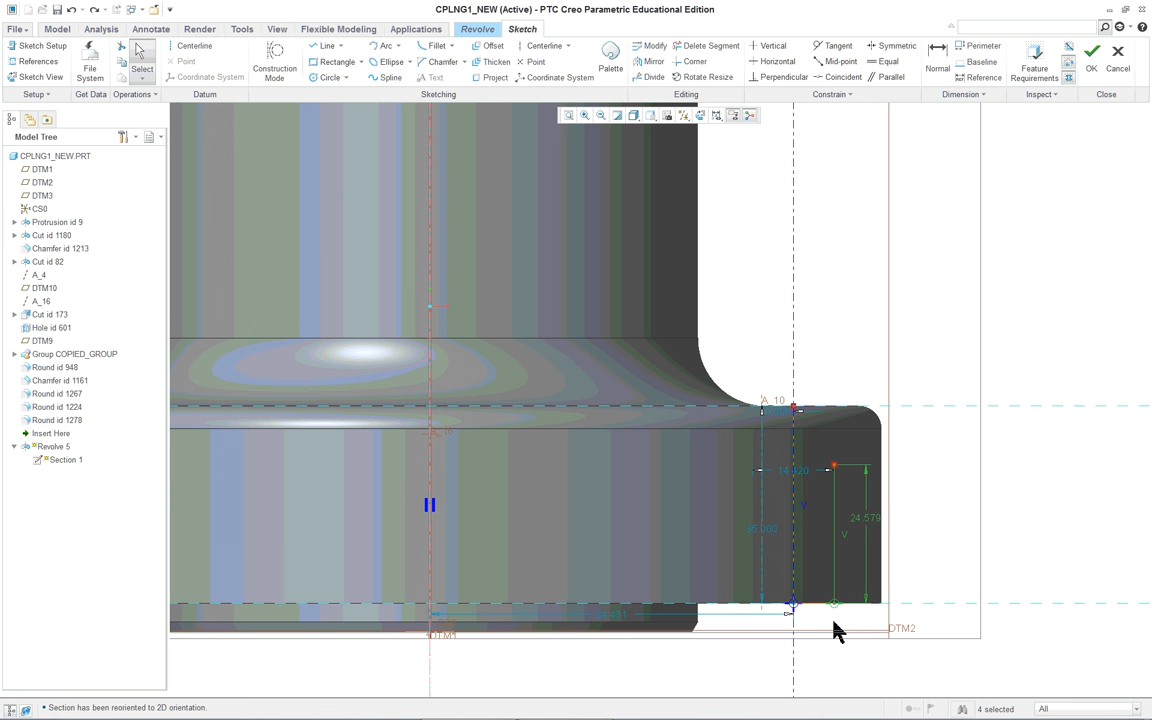 CPLNG1_NEW (Active) - PTC Creo Parametric Educational Edition
File Model Analysis Annotate Render Tools View Flexible Modeling Applications Revolve Sketch
Sketch Setup Centerline Line Arc Fillet Offset Centerline Modify Delete Segment Vertical Tangent Symmetric Perimeter
References Point Rectangle Ellipse Chamfer Thicken Point Mirror Corner Horizontal Mid-point Equal Baseline
Sketch View File System Select Coordinate System Construction Mode Circle Spline Text Project Coordinate System Palette Divide Rotate Resize Perpendicular Coincident Parallel Normal Reference Feature Requirements OK Cancel
Setup Get Data Operations Datum Sketching Editing Constrain Dimension Inspect Close
Model Tree
CPLNG1_NEW.PRT
DTM1
DTM2
DTM3
CS0
Protrusion id 9
Cut id 1180
Chamfer id 1213
Cut id 82
A_4
DTM10
A_16
Cut id 173
Hole id 601
DTM9
Group COPIED_GROUP
Round id 948
Chamfer id 1161
Round id 1267
Round id 1224
Round id 1278
Insert Here
Revolve 5
Section 1
A_10
14.420
V
24.579
35.000
V
DTM1
DTM2
Section has been reoriented to 2D orientation.
4 selected
All